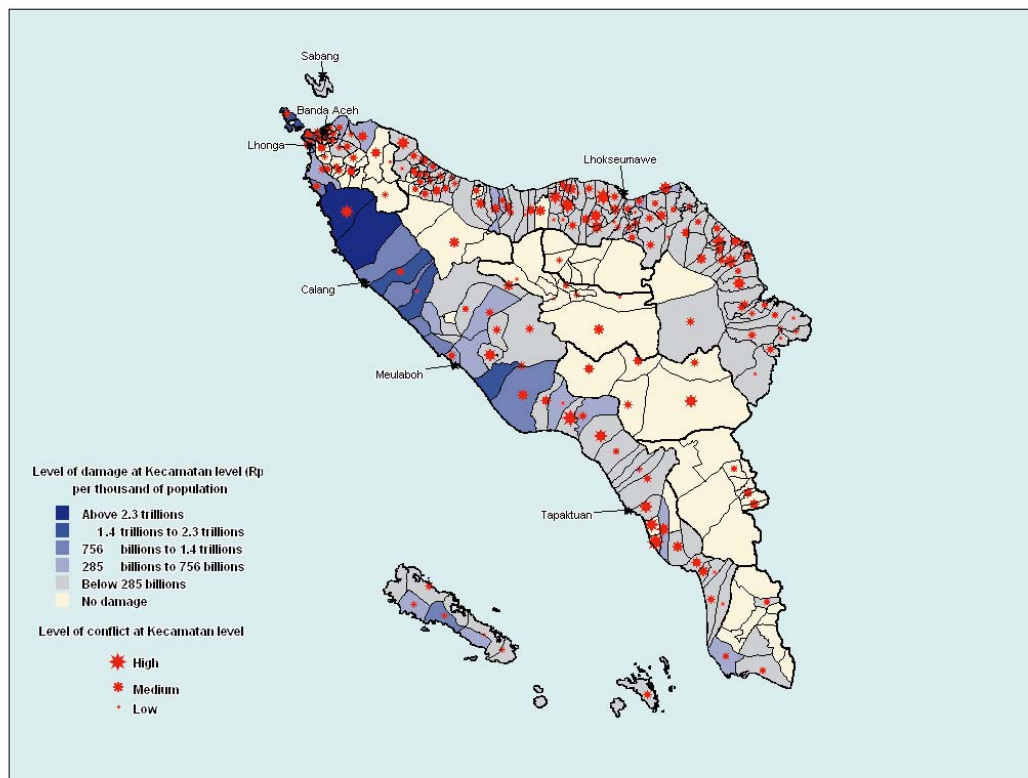 Sabang
Banda Aceh
Lhonga
Lhokseumawe
Calang
Meulaboh
Tapaktuan
Level of damage at Kecamatan level (Rp
per thousand of population
Above 2.3 trillions
1.4 trillions to 2.3 trillions
756 billions to 1.4 trillions
285 billions to 756 billions
Below 285 billions
No damage
Level of conflict at Kecamatan level
High
Medium
Low